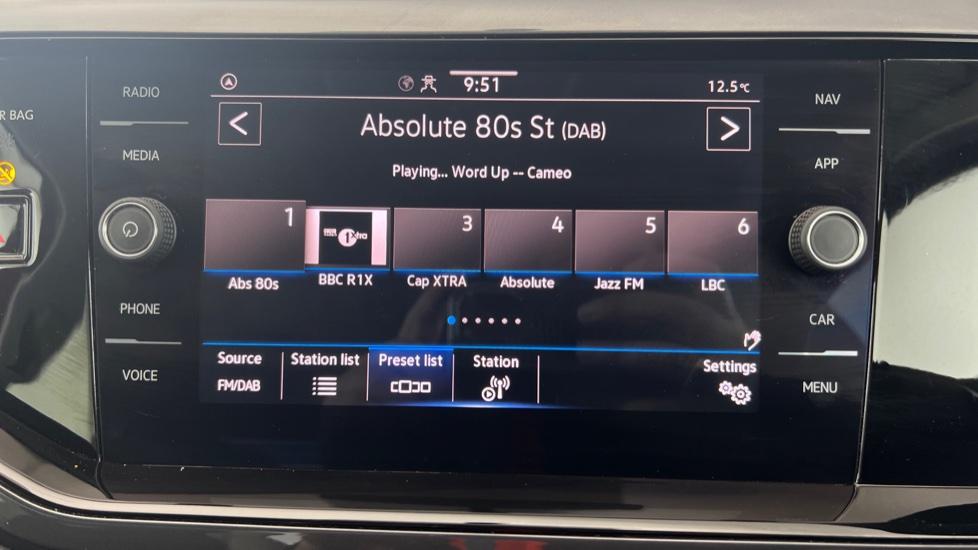 RADIO
MEDIA
PHONE
VOICE
R BAG
9:51
12.5°C
<
Absolute 80s St (DAB)
>
Playing... Word Up -- Cameo
1
1Xtra
3
4
5
6
Abs 80s
BBC R1X
Cap XTRA
Absolute
Jazz FM
LBC
Source
FM/DAB
Station list
Preset list
Station
Settings
NAV
APP
CAR
MENU